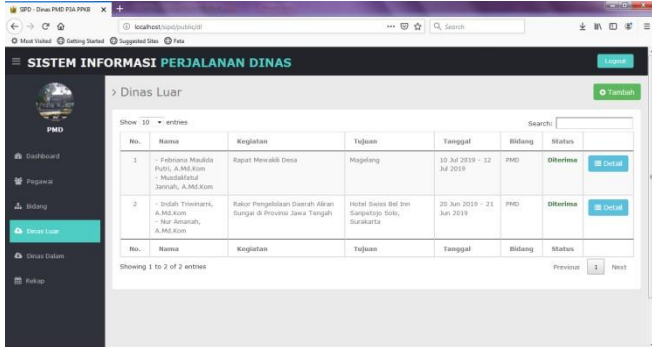 SIPD - Dinas PMD P3A PPKB
localhost/sipd/public/dl
Search
Most Visited Getting Started Suggested Sites Peta
SISTEM INFORMASI PERJALANAN DINAS
Logout
PMD
Dashboard
Pegawai
Bidang
Dinas Luar
Dinas Dalam
Rekap
Dinas Luar
Tambah
Show 10 entries
Search:
No. Nama Kegiatan Tujuan Tanggal Bidang Status
1 - Febriana Maulida Rapat Mewakili Desa Magelang 10 Jul 2019 - 12 PMD Diterima Detail
Putri, A.Md.Kom Jul 2019
- Musdalifatul
Jannah, A.Md.Kom
2 - Indah Triwinarni, Rakor Pengelolaan Daerah Aliran Hotel Swiss Bel Inn 20 Jun 2019 - 21 PMD Diterima Detail
A.Md.Kom Sungai di Provinsi Jawa Tengah Sanpetojo Solo, Jun 2019
- Nur Amanah, Surakarta
A.Md.Kom
No. Nama Kegiatan Tujuan Tanggal Bidang Status
Showing 1 to 2 of 2 entries
Previous 1 Next